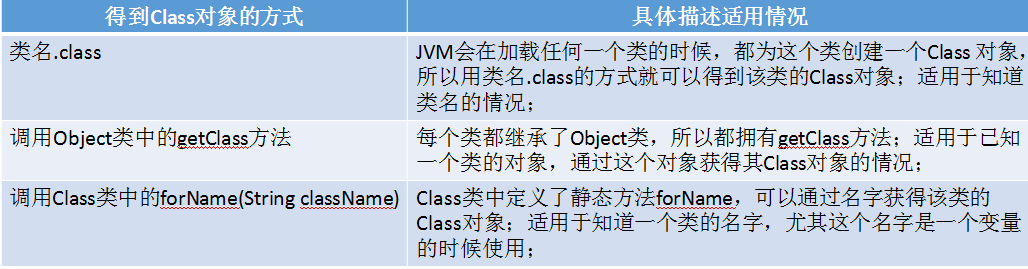 得到Class对象的方式
具体描述适用情况
类名.class
JVM会在加载任何一个类的时候，都为这个类创建一个Class 对象，
所以用类名.class的方式就可以得到该类的Class对象；适用于知道
类名的情况；
调用Object类中的getClass方法
每个类都继承了Object类，所以都拥有getClass方法；适用于已知
一个类的对象，通过这个对象获得其Class对象的情况；
调用Class类中的forName(String className)
Class类中定义了静态方法forName，可以通过名字获得该类的
Class对象；适用于知道一个类的名字，尤其这个名字是一个变量
的时候使用；